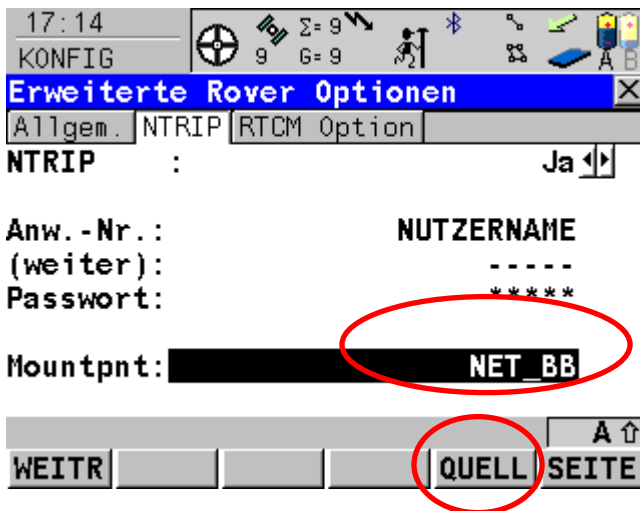 17:14 9 Σ=9
KONFIG G=9 A B
Erweiterte Rover Optionen
Allgem. NTRIP RTCM Option
NTRIP : Ja
Anw.-Nr.: NUTZERNAME
(weiter): -----
Passwort: *****
Mountpnt: NET_BB
A
WEITR QUELL SEITE